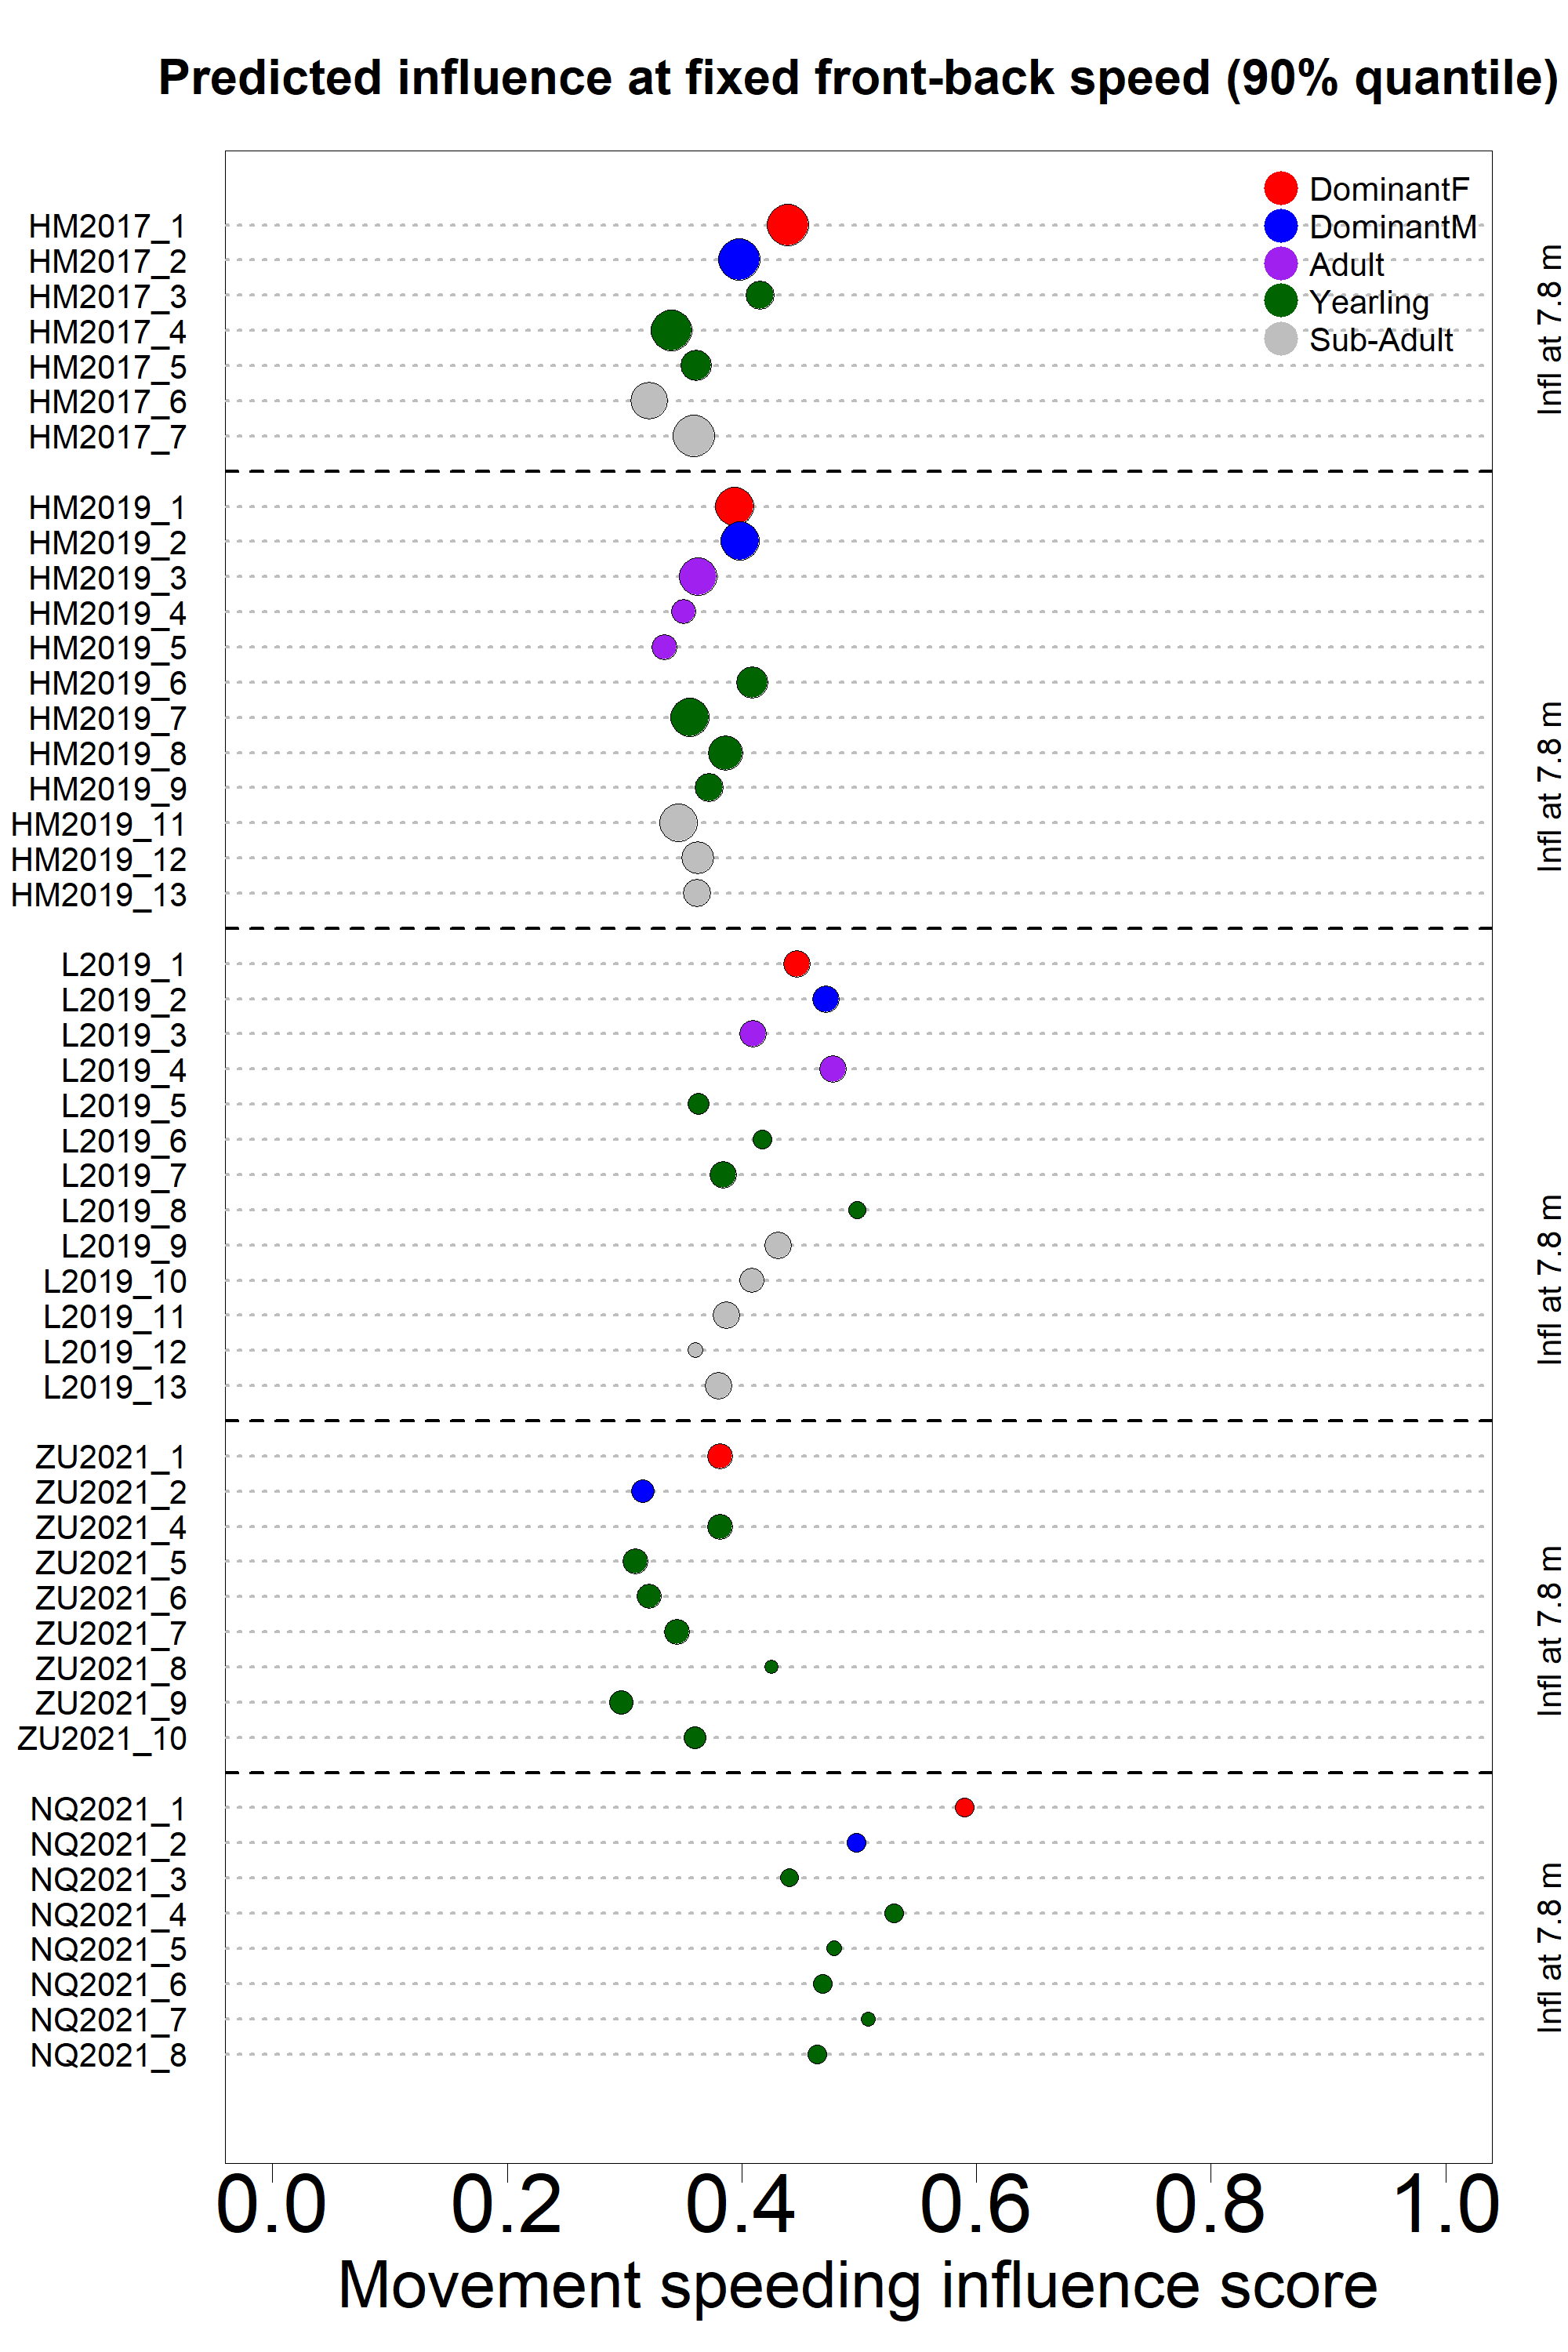 Predicted influence at fixed front-back speed (90% quantile)
DominantF
DominantM
Adult
Yearling
Sub-Adult
HM2017_1
HM2017_2
HM2017_3
HM2017_4
HM2017_5
HM2017_6
HM2017_7
Infl at 7.8 m
HM2019_1
HM2019_2
HM2019_3
HM2019_4
HM2019_5
HM2019_6
HM2019_7
HM2019_8
HM2019_9
HM2019_11
HM2019_12
HM2019_13
Infl at 7.8 m
L2019_1
L2019_2
L2019_3
L2019_4
L2019_5
L2019_6
L2019_7
L2019_8
L2019_9
L2019_10
L2019_11
L2019_12
L2019_13
Infl at 7.8 m
ZU2021_1
ZU2021_2
ZU2021_4
ZU2021_5
ZU2021_6
ZU2021_7
ZU2021_8
ZU2021_9
ZU2021_10
Infl at 7.8 m
NQ2021_1
NQ2021_2
NQ2021_3
NQ2021_4
NQ2021_5
NQ2021_6
NQ2021_7
NQ2021_8
Infl at 7.8 m
0.0 0.2 0.4 0.6 0.8 1.0
Movement speeding influence score